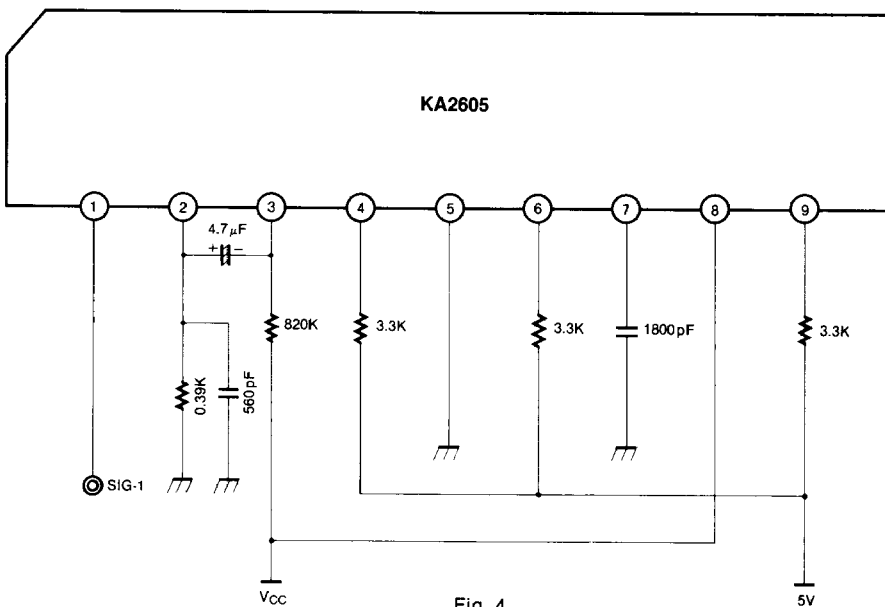 KA2605
1 2 3 4 5 6 7 8 9
4.7µF
+ −
820K
3.3K
3.3K
1800pF
3.3K
0.39K
560pF
SIG-1
VCC
Fig. 4
5V